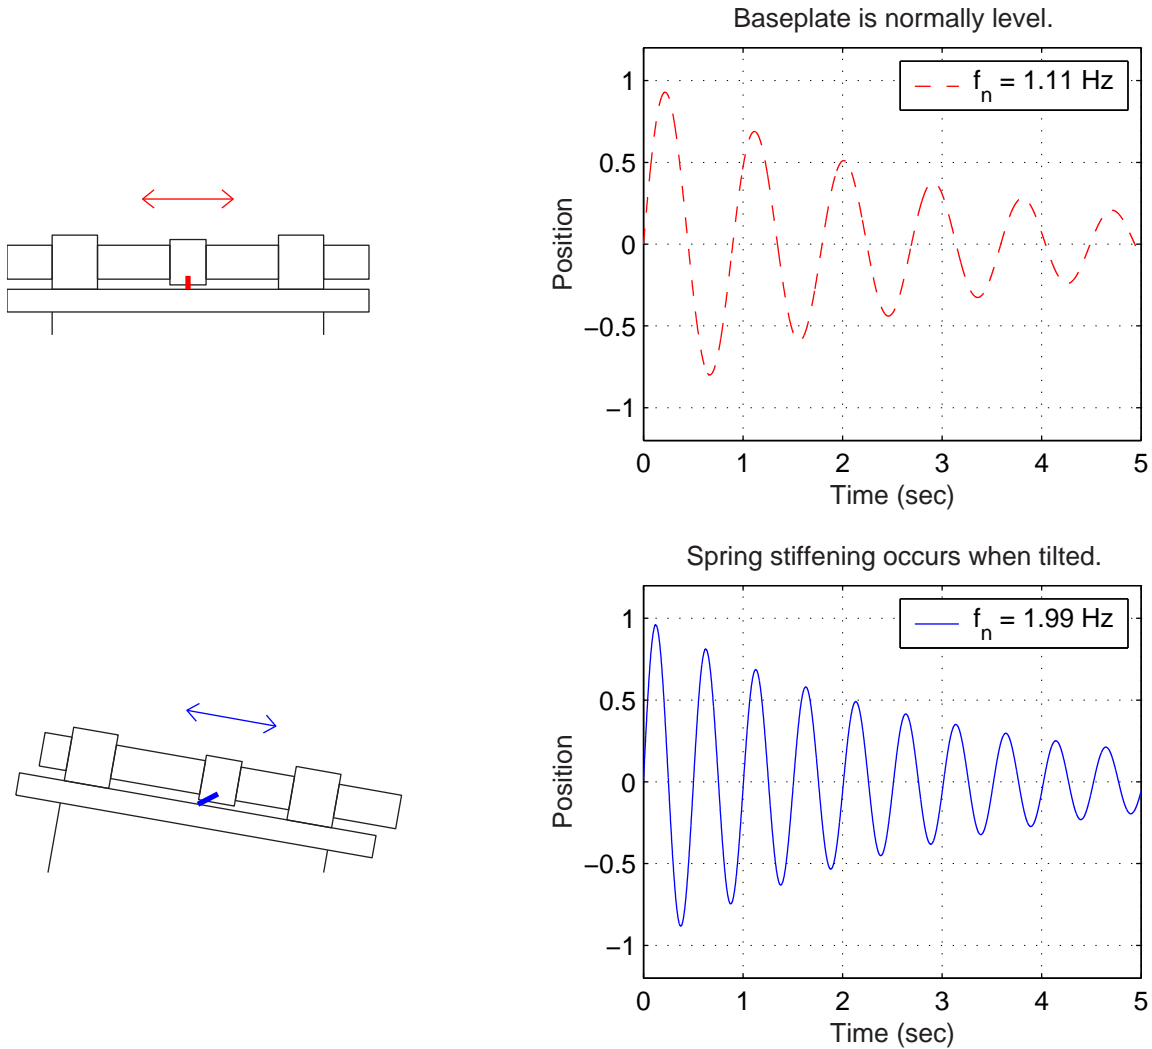 Baseplate is normally level.
f_n = 1.11 Hz
1
0.5
0
−0.5
−1
Position
0 1 2 3 4 5
Time (sec)
Spring stiffening occurs when tilted.
f_n = 1.99 Hz
1
0.5
0
−0.5
−1
Position
0 1 2 3 4 5
Time (sec)